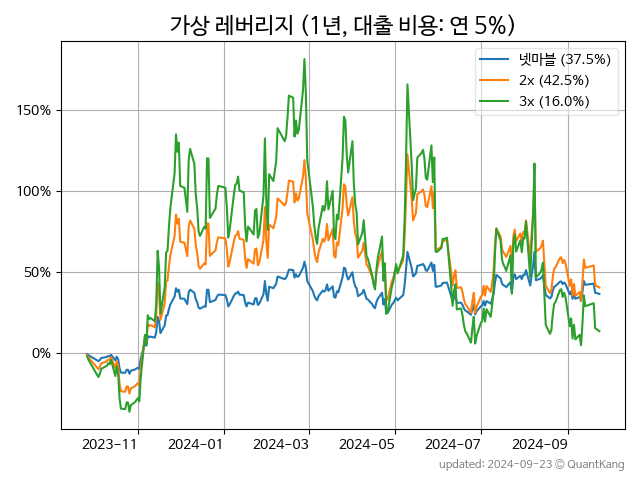 가상 레버리지 (1년, 대출 비용: 연 5%)
넷마블 (37.5%)
2x (42.5%)
3x (16.0%)
150%
100%
50%
0%
2023-11 2024-01 2024-03 2024-05 2024-07 2024-09
updated: 2024-09-23 © QuantKang